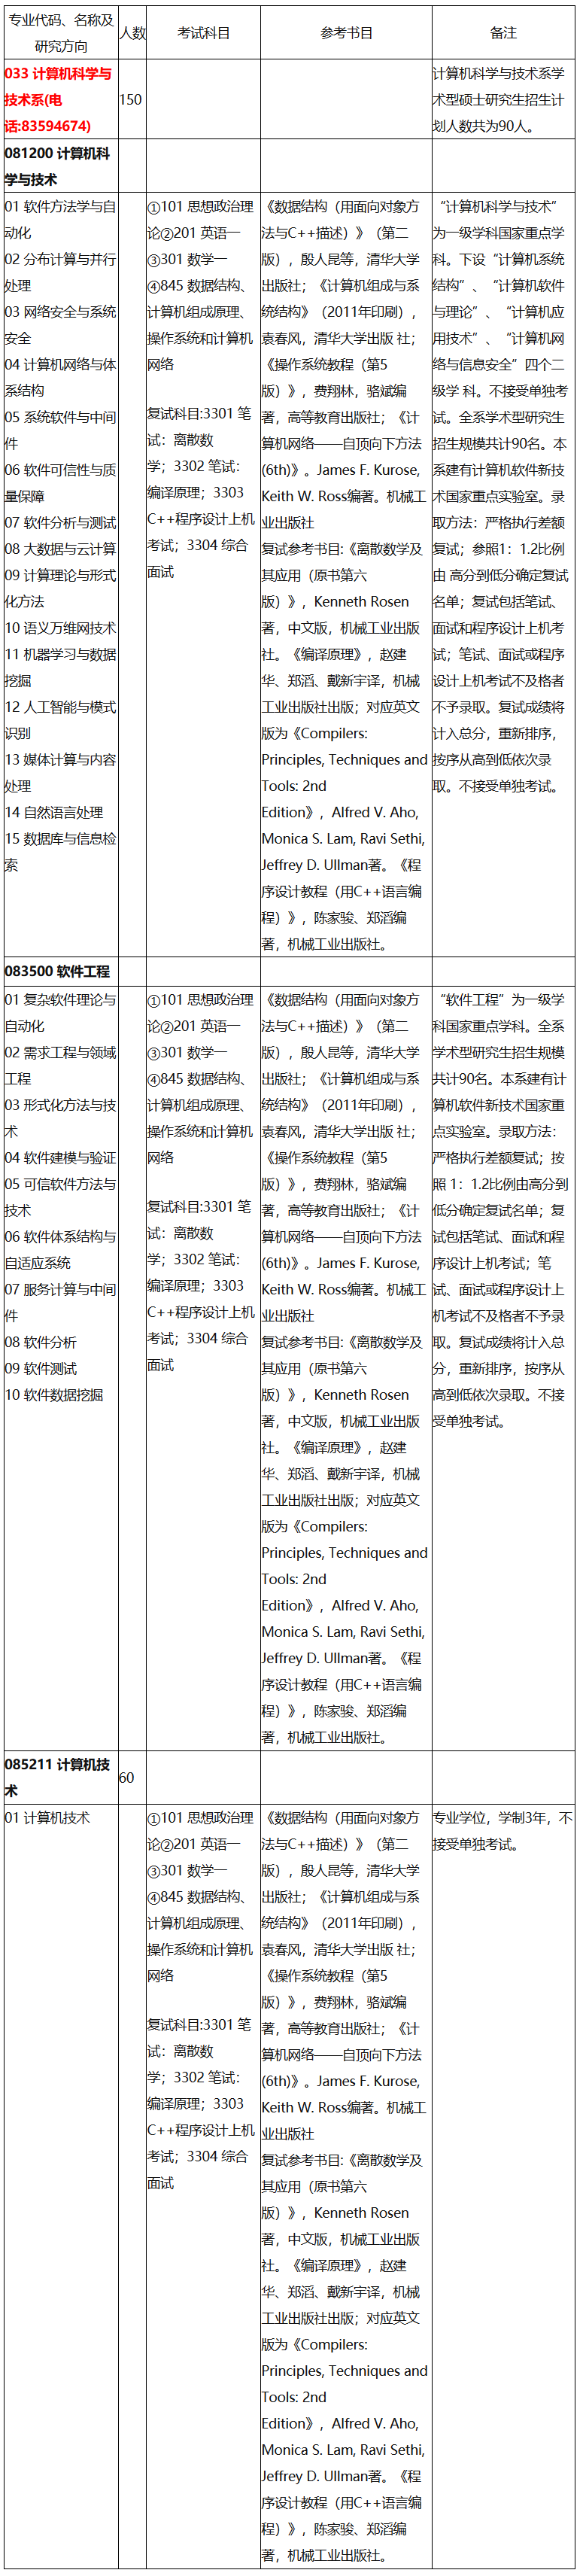 专业代码、名称及
研究方向
人数
考试科目
参考书目
备注
033 计算机科学与
技术系(电
话:83594674)
150
计算机科学与技术系学
术型硕士研究生招生计
划人数共为90人。
081200 计算机科
学与技术
01 软件方法学与自
动化
02 分布计算与并行
处理
03 网络安全与系统
安全
04 计算机网络与体
系结构
05 系统软件与中间
件
06 软件可信性与质
量保障
07 软件分析与测试
08 大数据与云计算
09 计算理论与形式
化方法
10 语义万维网技术
11 机器学习与数据
挖掘
12 人工智能与模式
识别
13 媒体计算与内容
处理
14 自然语言处理
15 数据库与信息检
索
①101 思想政治理
论②201 英语一
③301 数学一
④845 数据结构、
计算机组成原理、
操作系统和计算机
网络
复试科目:3301 笔
试：离散数
学；3302 笔试：
编译原理；3303
C++程序设计上机
考试；3304 综合
面试
《数据结构（用面向对象方
法与C++描述）》（第二
版），殷人昆等，清华大学
出版社；《计算机组成与系
统结构》（2011年印刷），
袁春风，清华大学出版 社；
《操作系统教程（第5
版）》，费翔林，骆斌编
著，高等教育出版社；《计
算机网络——自顶向下方法
(6th)》。James F. Kurose,
Keith W. Ross编著。机械工
业出版社
复试参考书目:《离散数学及
其应用（原书第六
版）》，Kenneth Rosen
著，中文版，机械工业出版
社。《编译原理》，赵建
华、郑滔、戴新宇译，机械
工业出版社出版；对应英文
版为《Compilers:
Principles, Techniques and
Tools: 2nd
Edition》，Alfred V. Aho,
Monica S. Lam, Ravi Sethi,
Jeffrey D. Ullman著。《程
序设计教程（用C++语言编
程）》，陈家骏、郑滔编
著，机械工业出版社。
“计算机科学与技术”
为一级学科国家重点学
科。下设“计算机系统
结构”、“计算机软件
与理论”、“计算机应
用技术”、“计算机网
络与信息安全”四个二
级学 科。不接受单独考
试。全系学术型研究生
招生规模共计90名。本
系建有计算机软件新技
术国家重点实验室。录
取方法：严格执行差额
复试；参照1：1.2比例
由 高分到低分确定复试
名单；复试包括笔试、
面试和程序设计上机考
试；笔试、面试或程序
设计上机考试不及格者
不予录取。复试成绩将
计入总分，重新排序，
按序从高到低依次录
取。不接受单独考试。
083500 软件工程
01 复杂软件理论与
自动化
02 需求工程与领域
工程
03 形式化方法与技
术
04 软件建模与验证
05 可信软件方法与
技术
06 软件体系结构与
自适应系统
07 服务计算与中间
件
08 软件分析
09 软件测试
10 软件数据挖掘
①101 思想政治理
论②201 英语一
③301 数学一
④845 数据结构、
计算机组成原理、
操作系统和计算机
网络
复试科目:3301 笔
试：离散数
学；3302 笔试：
编译原理；3303
C++程序设计上机
考试；3304 综合
面试
《数据结构（用面向对象方
法与C++描述）》（第二
版），殷人昆等，清华大学
出版社；《计算机组成与系
统结构》（2011年印刷），
袁春风，清华大学出版 社；
《操作系统教程（第5
版）》，费翔林，骆斌编
著，高等教育出版社；《计
算机网络——自顶向下方法
(6th)》。James F. Kurose,
Keith W. Ross编著。机械工
业出版社
复试参考书目:《离散数学及
其应用（原书第六
版）》，Kenneth Rosen
著，中文版，机械工业出版
社。《编译原理》，赵建
华、郑滔、戴新宇译，机械
工业出版社出版；对应英文
版为《Compilers:
Principles, Techniques and
Tools: 2nd
Edition》，Alfred V. Aho,
Monica S. Lam, Ravi Sethi,
Jeffrey D. Ullman著。《程
序设计教程（用C++语言编
程）》，陈家骏、郑滔编
著，机械工业出版社。
“软件工程”为一级学
科国家重点学科。全系
学术型研究生招生规模
共计90名。本系建有计
算机软件新技术国家重
点实验室。录取方法：
严格执行差额复试；按
照 1：1.2比例由高分到
低分确定复试名单；复
试包括笔试、面试和程
序设计上机考试；笔
试、面试或程序设计上
机考试不及格者不予录
取。复试成绩将计入总
分，重新排序，按序从
高到低依次录取。不接
受单独考试。
085211 计算机技
术
60
01 计算机技术
①101 思想政治理
论②201 英语一
③301 数学一
④845 数据结构、
计算机组成原理、
操作系统和计算机
网络
复试科目:3301 笔
试：离散数
学；3302 笔试：
编译原理；3303
C++程序设计上机
考试；3304 综合
面试
《数据结构（用面向对象方
法与C++描述）》（第二
版），殷人昆等，清华大学
出版社；《计算机组成与系
统结构》（2011年印刷），
袁春风，清华大学出版 社；
《操作系统教程（第5
版）》，费翔林，骆斌编
著，高等教育出版社；《计
算机网络——自顶向下方法
(6th)》。James F. Kurose,
Keith W. Ross编著。机械工
业出版社
复试参考书目:《离散数学及
其应用（原书第六
版）》，Kenneth Rosen
著，中文版，机械工业出版
社。《编译原理》，赵建
华、郑滔、戴新宇译，机械
工业出版社出版；对应英文
版为《Compilers:
Principles, Techniques and
Tools: 2nd
Edition》，Alfred V. Aho,
Monica S. Lam, Ravi Sethi,
Jeffrey D. Ullman著。《程
序设计教程（用C++语言编
程）》，陈家骏、郑滔编
著，机械工业出版社。
专业学位，学制3年，不
接受单独考试。